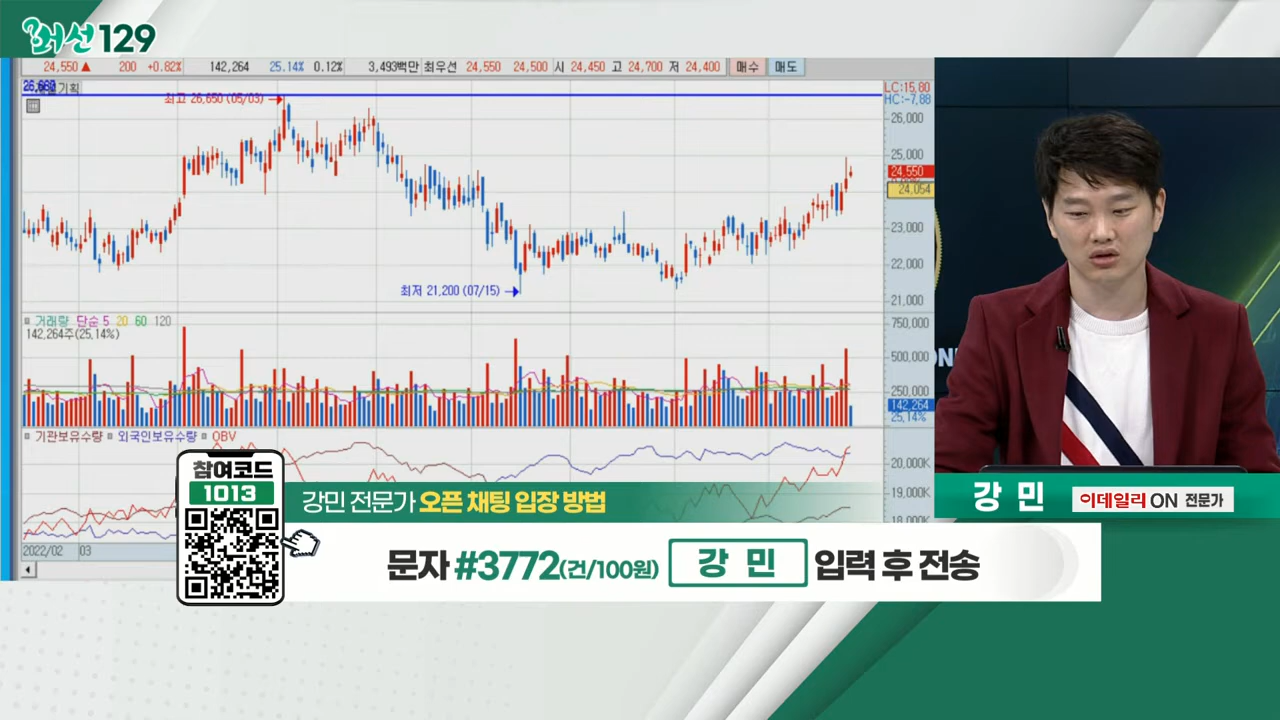 최선129
24,550 ▲ 200 +0.82% 142,264 25.14% 0.12% 3,493백만 최우선 24,550 24,500 시 24,450 고 24,700 저 24,400 매수 매도
LC:15,80
HC:-7,88
최고 26,650 (05/03) →
26,000
25,000
24,550
24,054
23,000
22,000
최저 21,200 (07/15) →
21,000
거래량 단순 5 20 60 120
142,264주(25.14%)
750,000
500,000
250,000
142,264
25,14%
기관보유수량 외국인보유수량 OBV
20,000K
19,000K
18,000K
2022/02 03
참여코드
1013
강민 전문가 오픈 채팅 입장 방법
문자 #3772(건/100원) 강 민 입력 후 전송
강 민 이데일리ON 전문가